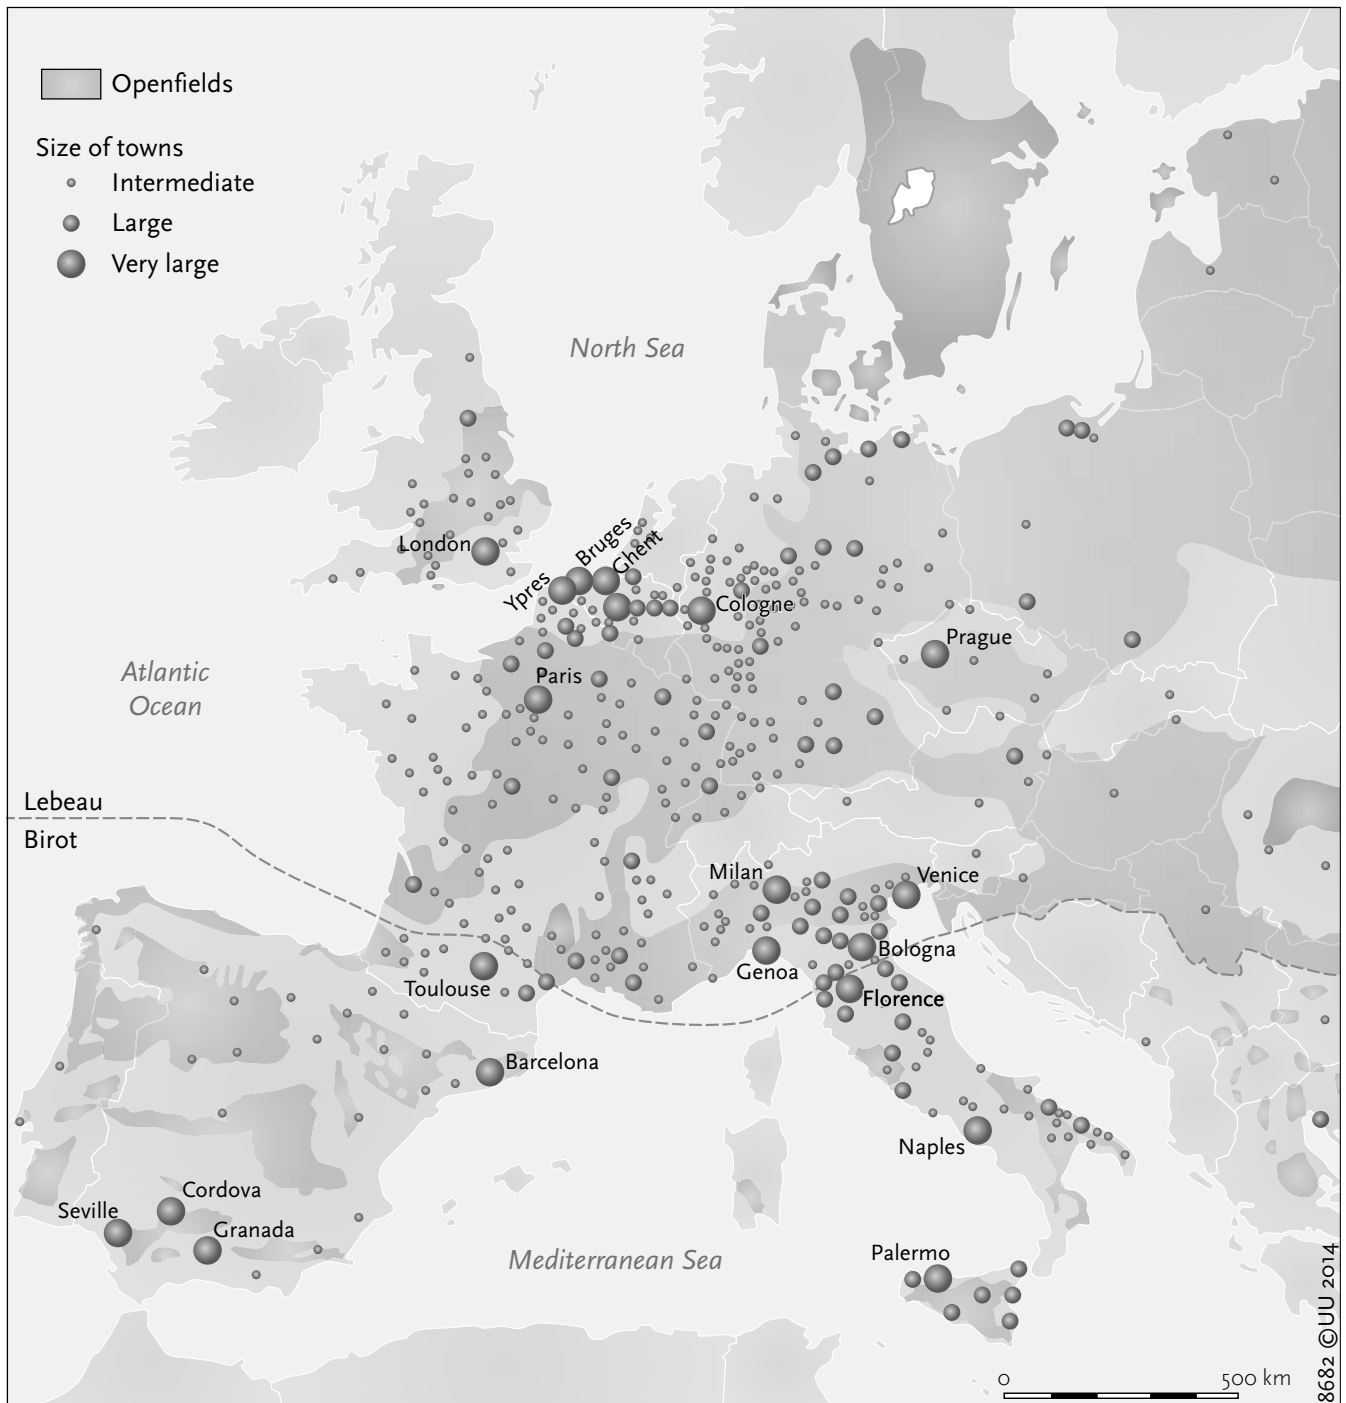 Openfields
Size of towns
Intermediate
Large
Very large
North Sea
Bruges
Ghent
Ypres
London
Cologne
Prague
Paris
Atlantic
Ocean
Lebeau
Birot
Milan
Venice
Bologna
Genoa
Toulouse
Florence
Barcelona
Naples
Cordova
Seville
Granada
Mediterranean Sea
Palermo
0 500 km
8682 ©UU 2014